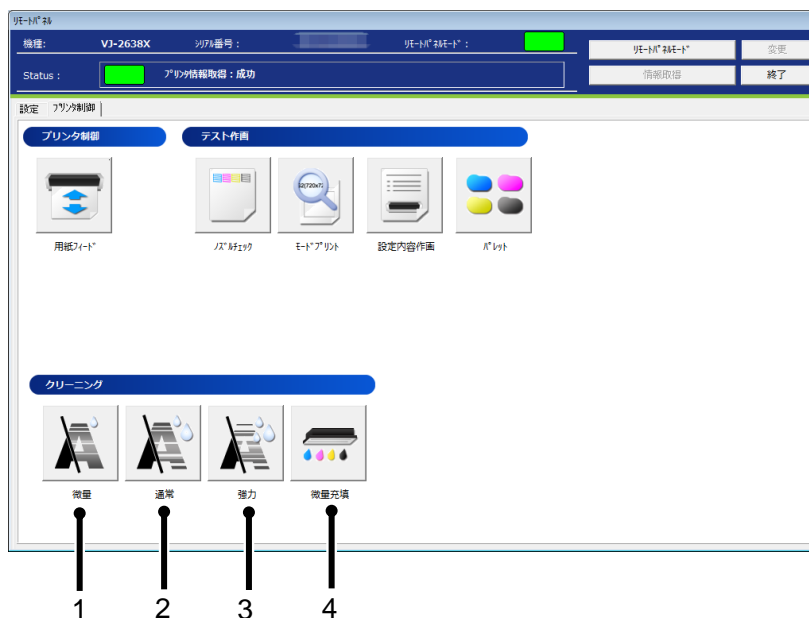 ﾘﾓｰﾄﾊﾟﾈﾙ
機種: VJ-2638X ｼﾘｱﾙ番号： ﾘﾓｰﾄﾊﾟﾈﾙﾓｰﾄﾞ： ﾘﾓｰﾄﾊﾟﾈﾙﾓｰﾄﾞ 変更
Status： ﾌﾟﾘﾝﾀ情報取得：成功 情報取得 終了
設定 ﾌﾟﾘﾝﾀ制御
プリンタ制御 テスト作画
用紙ﾌｨｰﾄﾞ ﾉｽﾞﾙﾁｪｯｸ ﾓｰﾄﾞﾌﾟﾘﾝﾄ 設定内容作画 ﾊﾟﾚｯﾄ
クリーニング
微量 通常 強力 微量充填
1 2 3 4